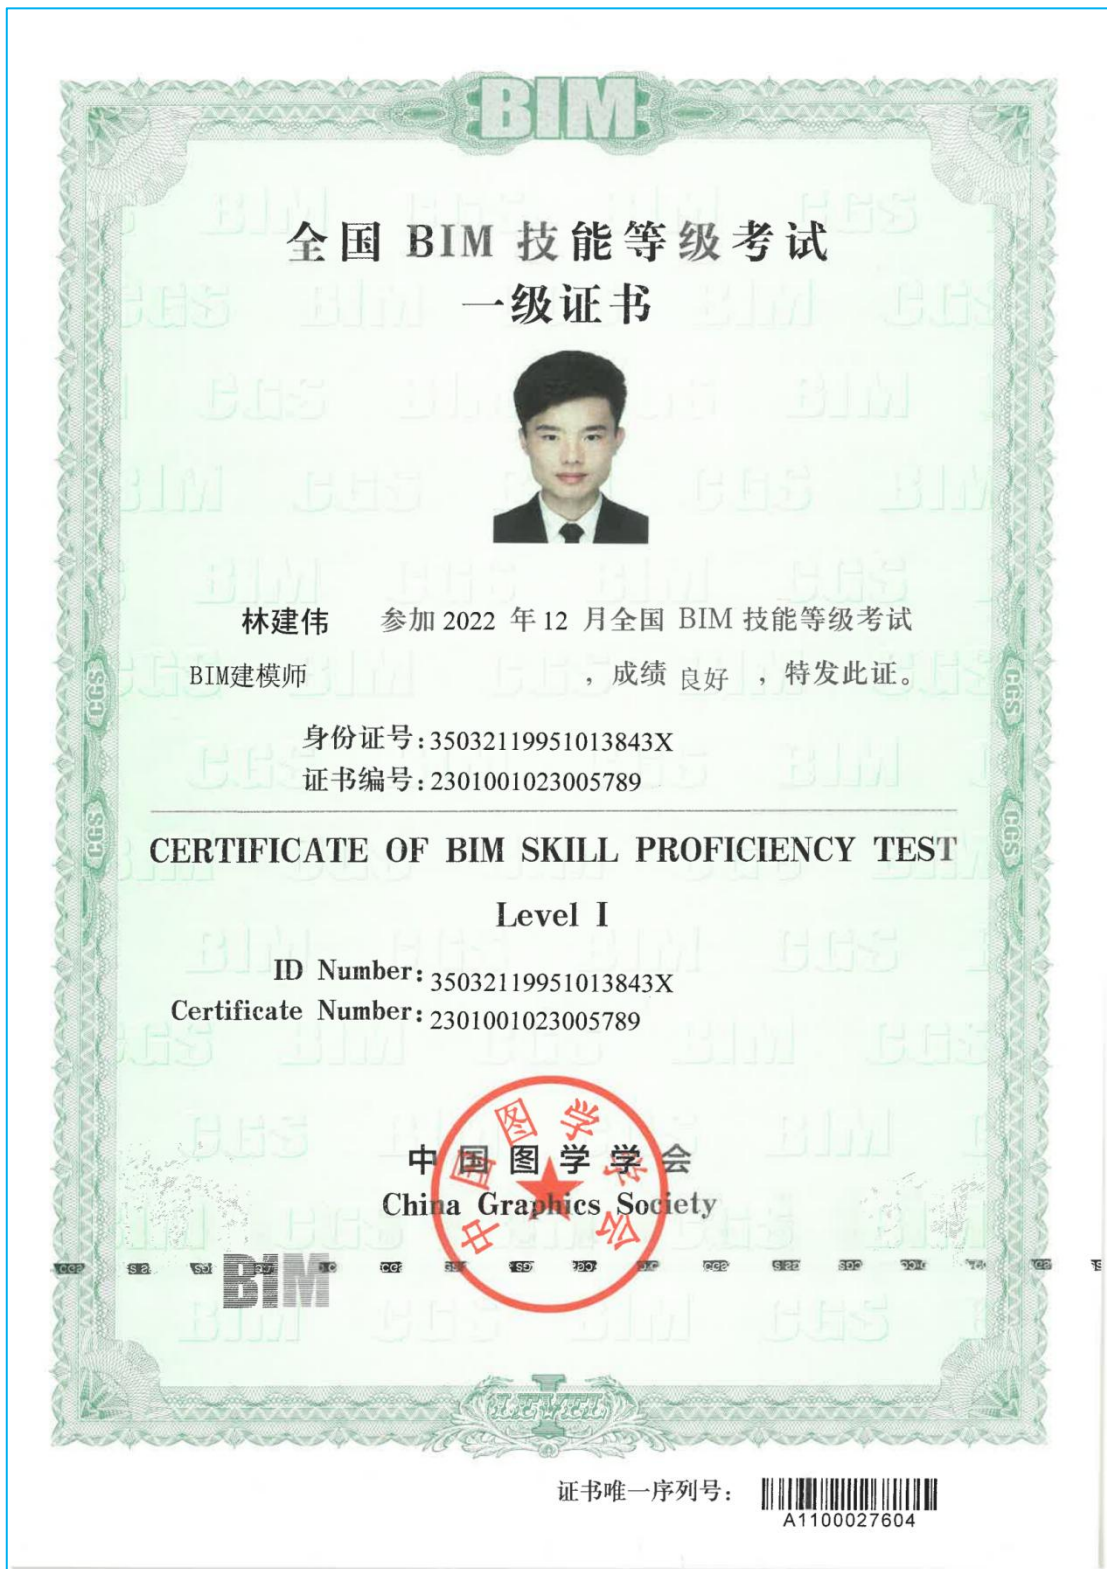 BIM
全国 BIM 技能等级考试
一级证书
林建伟 参加 2022 年 12 月全国 BIM 技能等级考试
BIM建模师 ，成绩 良好 ，特发此证。
身份证号:35032119951013843X
证书编号:2301001023005789
CERTIFICATE OF BIM SKILL PROFICIENCY TEST
Level I
ID Number: 35032119951013843X
Certificate Number: 2301001023005789
中国图学学会
中国图学学会
China Graphics Society
BIM
LEVEL I
证书唯一序列号:
A1100027604
CGS
CGS
CGS
CGS